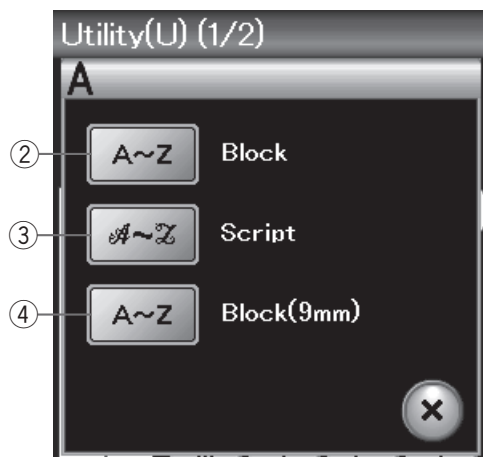 Utility(U) (1/2)
A
② A~Z Block
③ 𝒜~𝒵 Script
④ A~Z Block(9mm)
×